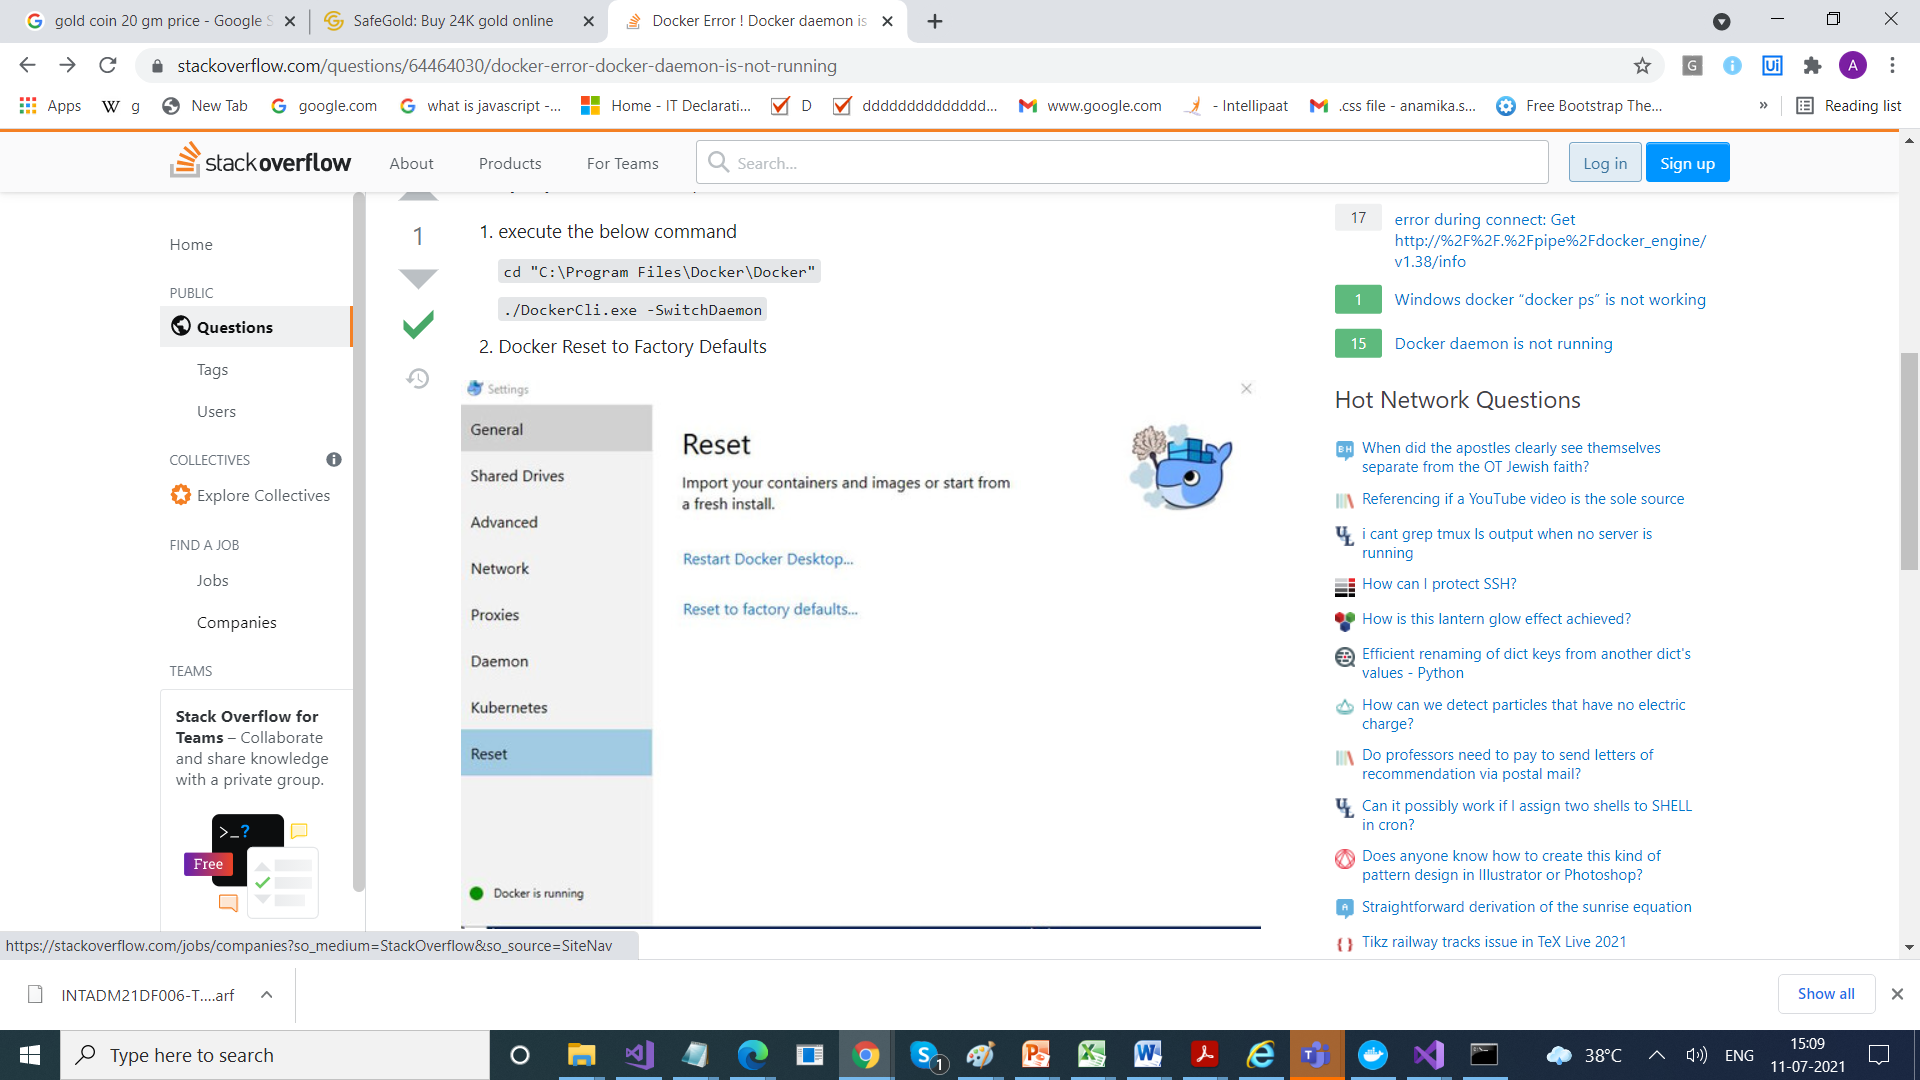 gold coin 20 gm price - Google S
SafeGold: Buy 24K gold online
Docker Error ! Docker daemon is
stackoverflow.com/questions/64464030/docker-error-docker-daemon-is-not-running
G
Ui
A
Apps
W g
New Tab
google.com
what is javascript -...
Home - IT Declarati...
D
ddddddddddddddd...
www.google.com
- Intellipaat
.css file - anamika.s...
Free Bootstrap The...
»
Reading list
stackoverflow
About
Products
For Teams
Search...
Log in
Sign up
Home
PUBLIC
Questions
Tags
Users
COLLECTIVES
Explore Collectives
FIND A JOB
Jobs
Companies
TEAMS
Stack Overflow for
Teams – Collaborate
and share knowledge
with a private group.
>_?
Free
1
1. execute the below command
cd "C:\Program Files\Docker\Docker"
./DockerCli.exe -SwitchDaemon
2. Docker Reset to Factory Defaults
Settings
General
Shared Drives
Advanced
Network
Proxies
Daemon
Kubernetes
Reset
Docker is running
Reset
Import your containers and images or start from
a fresh install.
Restart Docker Desktop...
Reset to factory defaults...
17
error during connect: Get
http://%2F%2F.%2Fpipe%2Fdocker_engine/
v1.38/info
1
Windows docker “docker ps” is not working
15
Docker daemon is not running
Hot Network Questions
When did the apostles clearly see themselves
separate from the OT Jewish faith?
Referencing if a YouTube video is the sole source
i cant grep tmux ls output when no server is
running
How can I protect SSH?
How is this lantern glow effect achieved?
Efficient renaming of dict keys from another dict's
values - Python
How can we detect particles that have no electric
charge?
Do professors need to pay to send letters of
recommendation via postal mail?
Can it possibly work if I assign two shells to SHELL
in cron?
Does anyone know how to create this kind of
pattern design in Illustrator or Photoshop?
Straightforward derivation of the sunrise equation
Tikz railway tracks issue in TeX Live 2021
https://stackoverflow.com/jobs/companies?so_medium=StackOverflow&so_source=SiteNav
INTADM21DF006-T....arf
Show all
Type here to search
1
38°C
ENG
15:09
11-07-2021